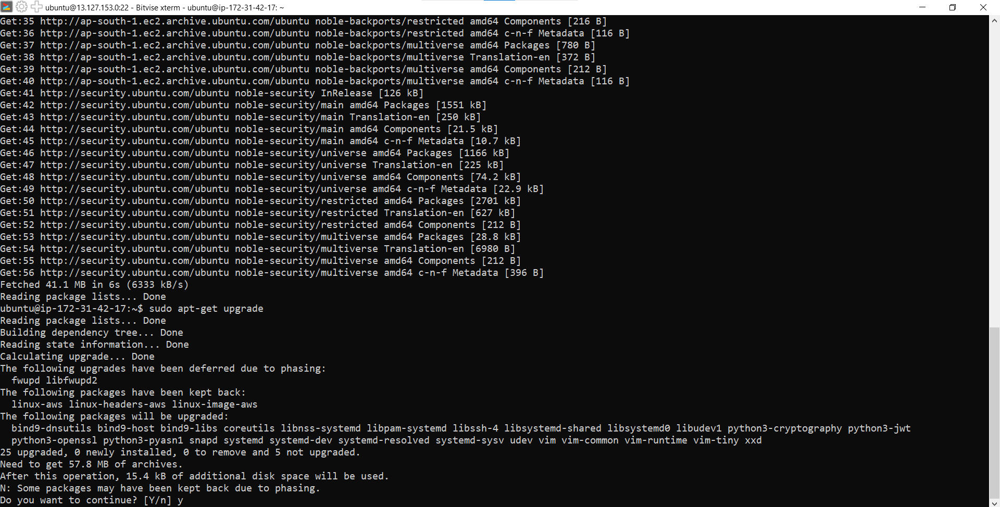 ubuntu@13.127.153.0:22 - Bitvise xterm - ubuntu@ip-172-31-42-17: ~
Get:35 http://ap-south-1.ec2.archive.ubuntu.com/ubuntu noble-backports/restricted amd64 Components [216 B]
Get:36 http://ap-south-1.ec2.archive.ubuntu.com/ubuntu noble-backports/restricted amd64 c-n-f Metadata [116 B]
Get:37 http://ap-south-1.ec2.archive.ubuntu.com/ubuntu noble-backports/multiverse amd64 Packages [780 B]
Get:38 http://ap-south-1.ec2.archive.ubuntu.com/ubuntu noble-backports/multiverse Translation-en [372 B]
Get:39 http://ap-south-1.ec2.archive.ubuntu.com/ubuntu noble-backports/multiverse amd64 Components [212 B]
Get:40 http://ap-south-1.ec2.archive.ubuntu.com/ubuntu noble-backports/multiverse amd64 c-n-f Metadata [116 B]
Get:41 http://security.ubuntu.com/ubuntu noble-security InRelease [126 kB]
Get:42 http://security.ubuntu.com/ubuntu noble-security/main amd64 Packages [1551 kB]
Get:43 http://security.ubuntu.com/ubuntu noble-security/main Translation-en [250 kB]
Get:44 http://security.ubuntu.com/ubuntu noble-security/main amd64 Components [21.5 kB]
Get:45 http://security.ubuntu.com/ubuntu noble-security/main amd64 c-n-f Metadata [10.7 kB]
Get:46 http://security.ubuntu.com/ubuntu noble-security/universe amd64 Packages [1166 kB]
Get:47 http://security.ubuntu.com/ubuntu noble-security/universe Translation-en [225 kB]
Get:48 http://security.ubuntu.com/ubuntu noble-security/universe amd64 Components [74.2 kB]
Get:49 http://security.ubuntu.com/ubuntu noble-security/universe amd64 c-n-f Metadata [22.9 kB]
Get:50 http://security.ubuntu.com/ubuntu noble-security/restricted amd64 Packages [2701 kB]
Get:51 http://security.ubuntu.com/ubuntu noble-security/restricted Translation-en [627 kB]
Get:52 http://security.ubuntu.com/ubuntu noble-security/restricted amd64 Components [212 B]
Get:53 http://security.ubuntu.com/ubuntu noble-security/multiverse amd64 Packages [28.8 kB]
Get:54 http://security.ubuntu.com/ubuntu noble-security/multiverse Translation-en [6980 B]
Get:55 http://security.ubuntu.com/ubuntu noble-security/multiverse amd64 Components [212 B]
Get:56 http://security.ubuntu.com/ubuntu noble-security/multiverse amd64 c-n-f Metadata [396 B]
Fetched 41.1 MB in 6s (6333 kB/s)
Reading package lists... Done
ubuntu@ip-172-31-42-17:~$ sudo apt-get upgrade
Reading package lists... Done
Building dependency tree... Done
Reading state information... Done
Calculating upgrade... Done
The following upgrades have been deferred due to phasing:
  fwupd libfwupd2
The following packages have been kept back:
  linux-aws linux-headers-aws linux-image-aws
The following packages will be upgraded:
  bind9-dnsutils bind9-host bind9-libs coreutils libnss-systemd libpam-systemd libssh-4 libsystemd-shared libsystemd0 libudev1 python3-cryptography python3-jwt
  python3-openssl python3-pyasn1 snapd systemd systemd-dev systemd-resolved systemd-sysv udev vim vim-common vim-runtime vim-tiny xxd
25 upgraded, 0 newly installed, 0 to remove and 5 not upgraded.
Need to get 57.8 MB of archives.
After this operation, 15.4 kB of additional disk space will be used.
N: Some packages may have been kept back due to phasing.
Do you want to continue? [Y/n] y